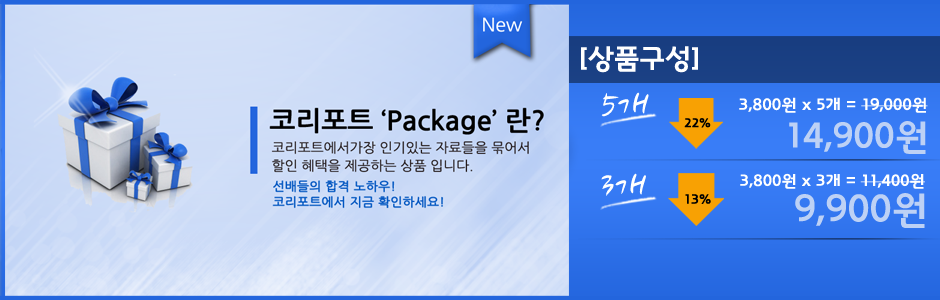 New
코리포트 ‘Package’ 란?
코리포트에서가장 인기있는 자료들을 묶어서
할인 혜택을 제공하는 상품 입니다.
선배들의 합격 노하우!
코리포트에서 지금 확인하세요!
[상품구성]
5개
22%
3,800원 x 5개 = 19,000원
14,900원
3개
13%
3,800원 x 3개 = 11,400원
9,900원